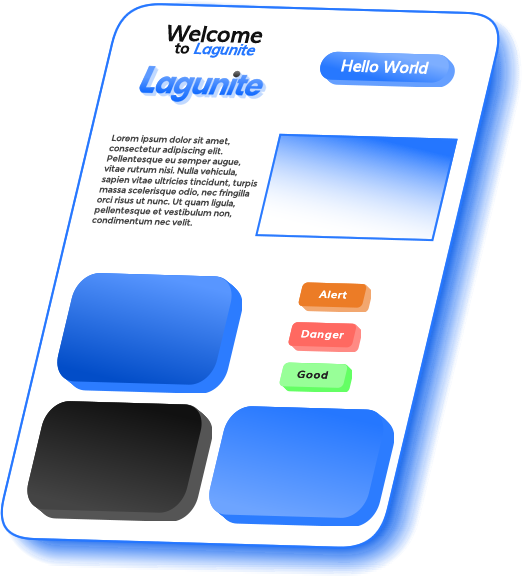 Welcome
to Lagunite
Lagunite
Hello World
Lorem ipsum dolor sit amet,
consectetur adipiscing elit.
Pellentesque eu semper augue,
vitae rutrum nisi. Nulla vehicula,
sapien vitae ultricies tincidunt, turpis
massa scelerisque odio, nec fringilla
orci risus ut nunc. Ut quam ligula,
pellentesque et vestibulum non,
condimentum nec velit.
Alert
Danger
Good